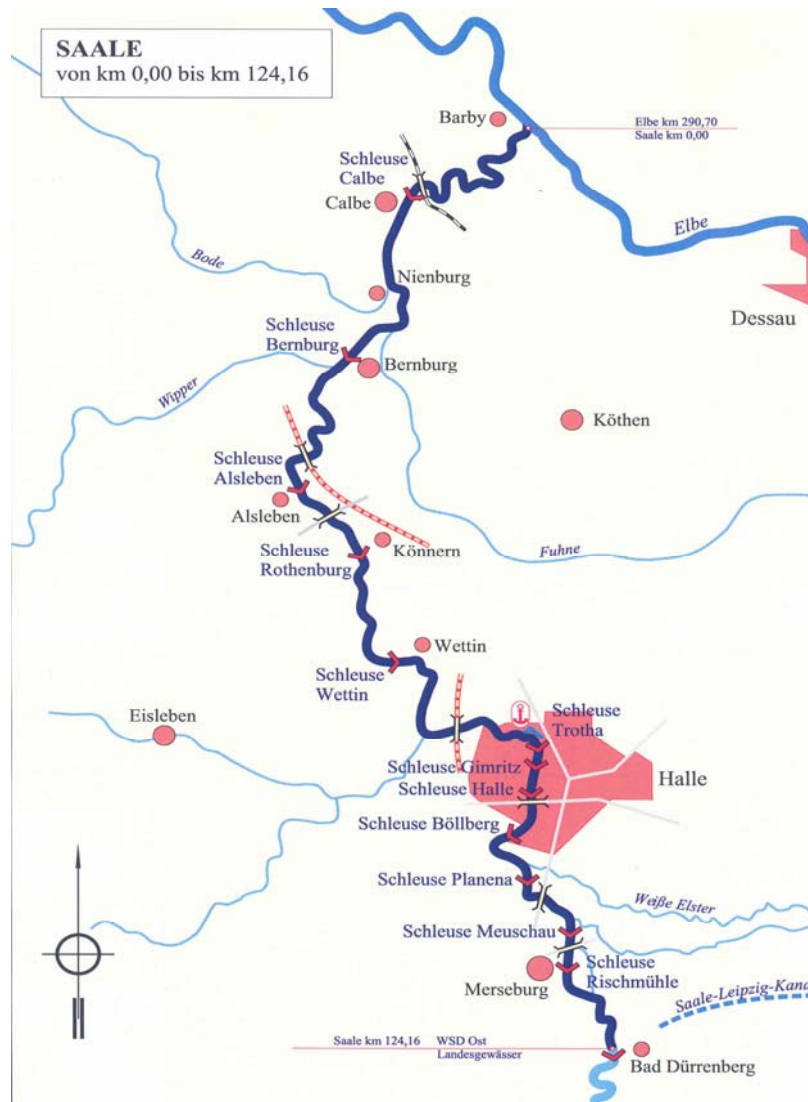 SAALE
von km 0,00 bis km 124,16
Barby
Elbe km 290,70
Saale km 0,00
Schleuse
Calbe
Calbe
Elbe
Bode
Nienburg
Dessau
Schleuse
Bernburg
Bernburg
Wipper
Köthen
Schleuse
Alsleben
Alsleben
Schleuse
Rothenburg
Könnern
Fuhne
Wettin
Schleuse
Wettin
Eisleben
Schleuse
Trotha
Schleuse Gimritz
Schleuse Halle
Halle
Schleuse Böllberg
Schleuse Planena
Weiße Elster
Schleuse Meuschau
Schleuse
Rischmühle
Merseburg
Saale-Leipzig-Kana
Saale km 124,16 WSD Ost
Landesgewässer
Bad Dürrenberg